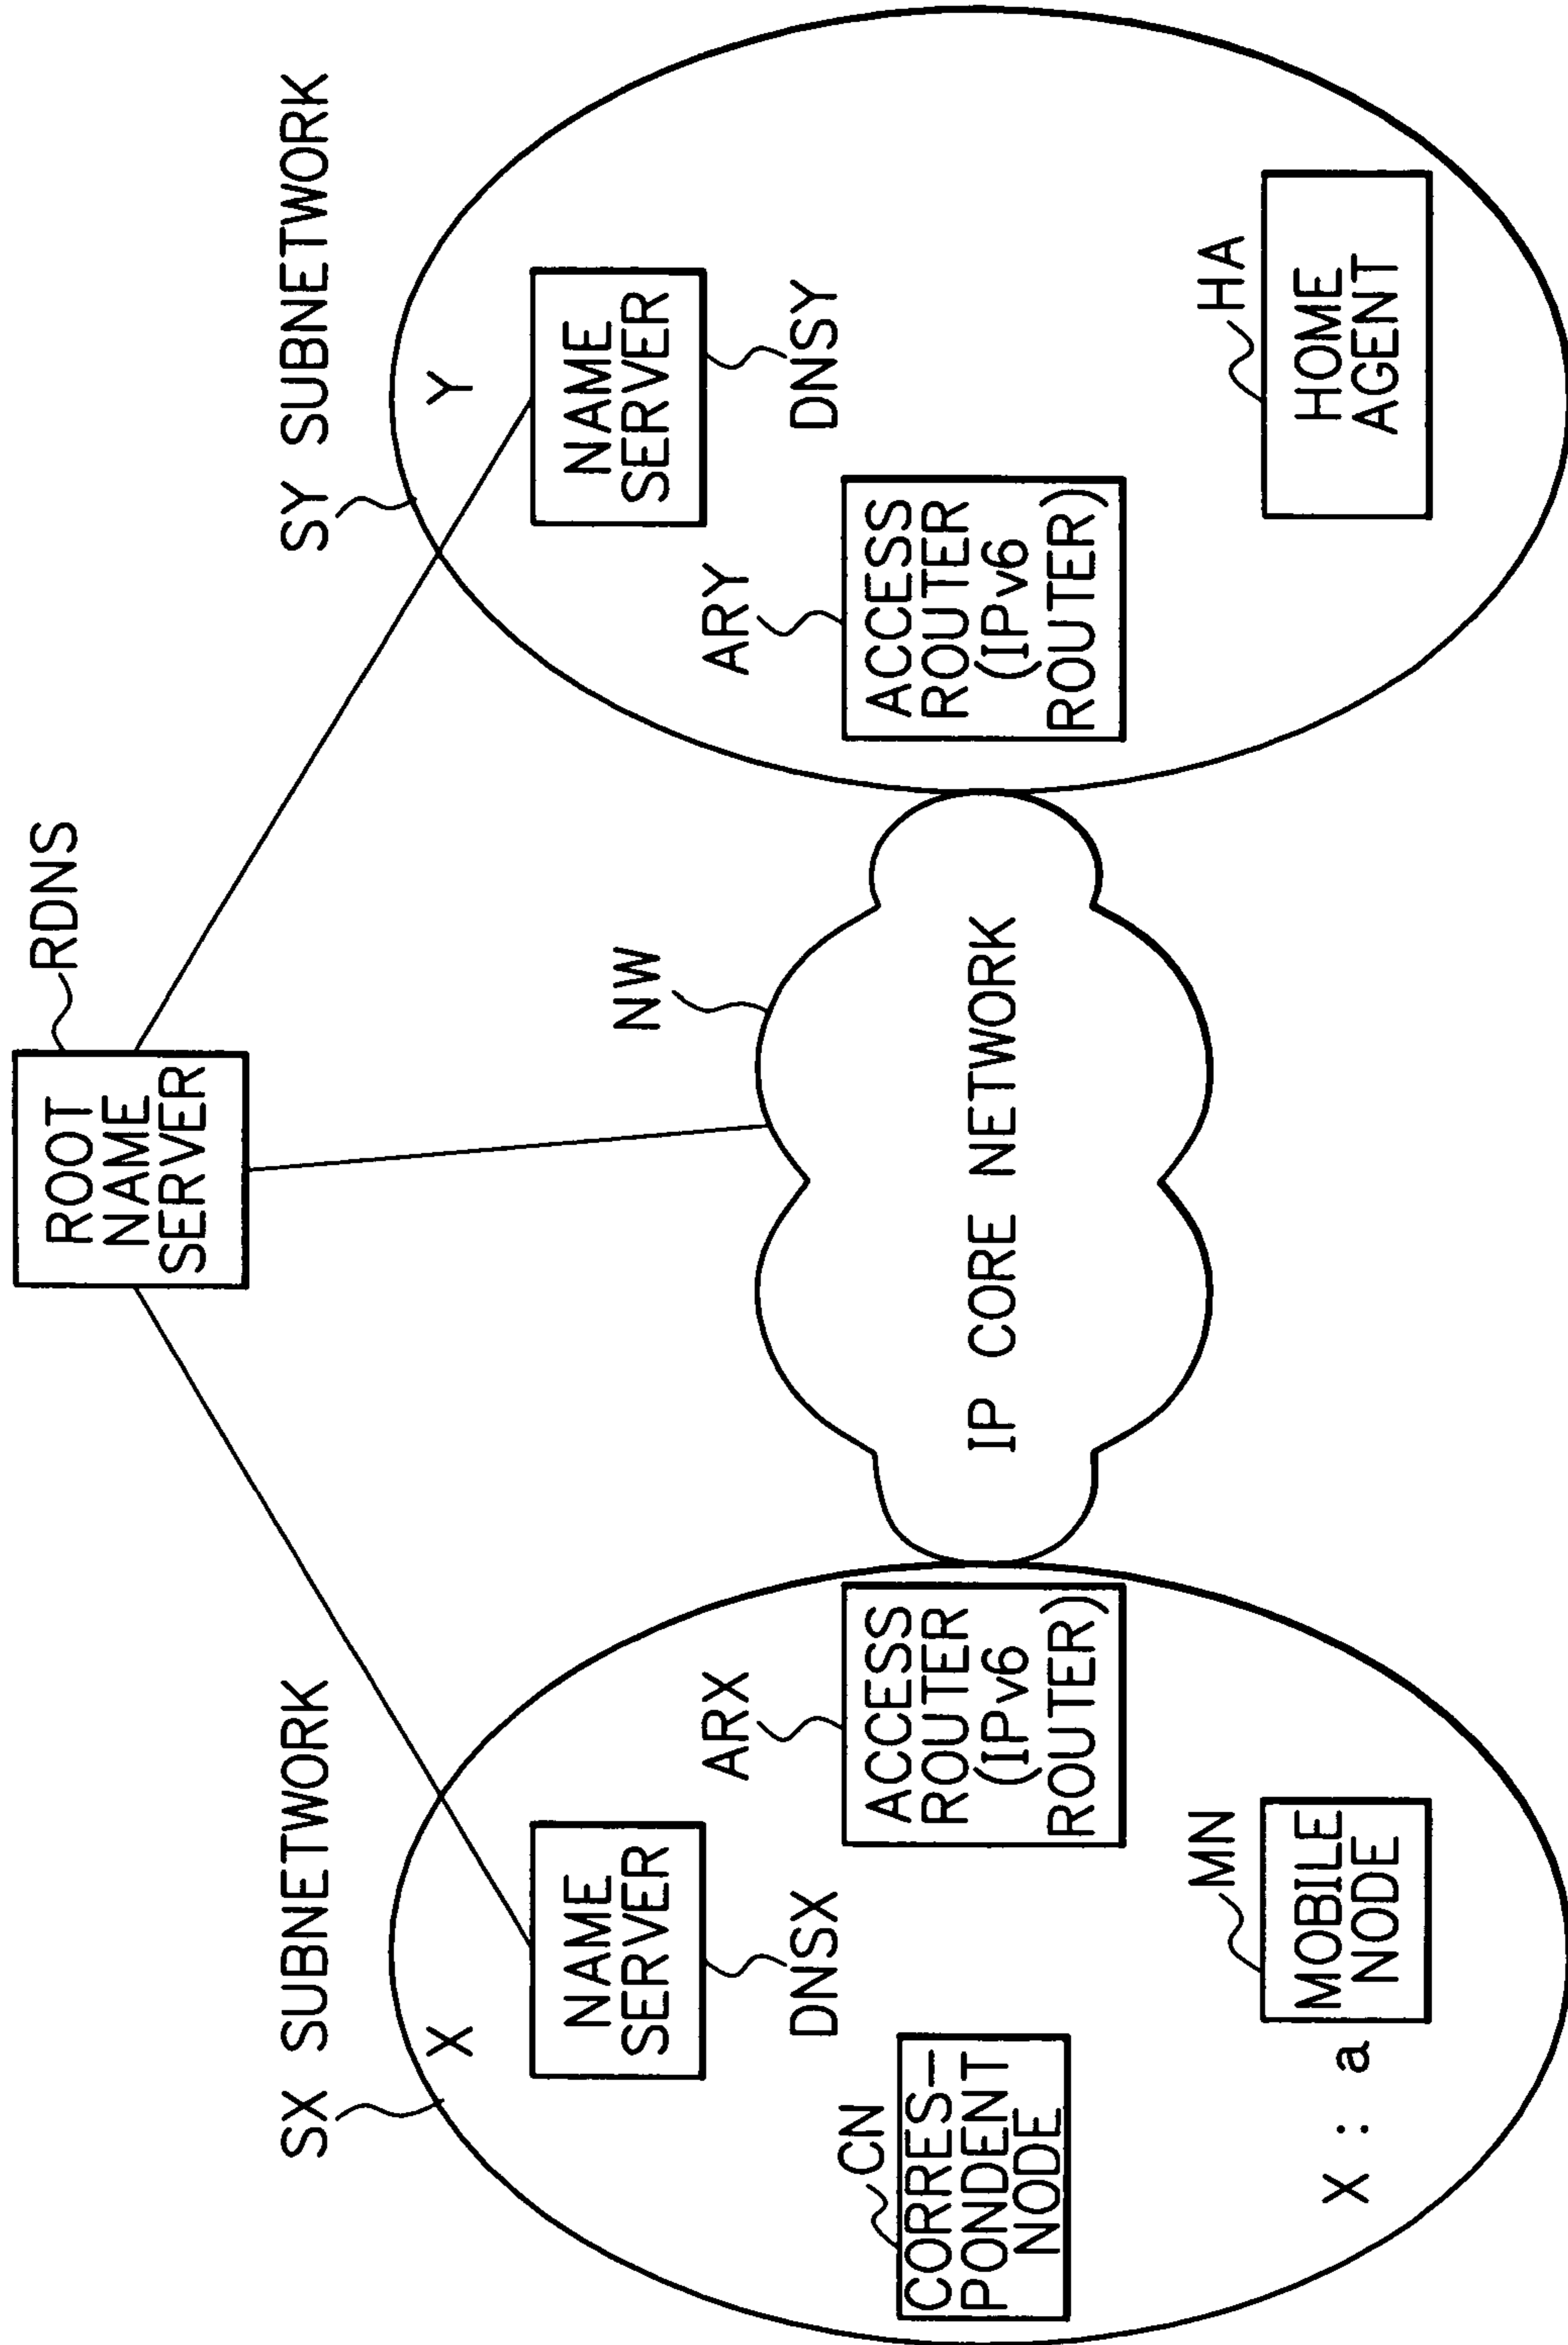 ROOT
NAME
SERVER
RDNS
SX SUBNETWORK
SY SUBNETWORK
X
Y
NAME
SERVER
NAME
SERVER
NW
DNSX
ARX
ARY
DNSY
CN
CORRES-
PONDENT
NODE
ACCESS
ROUTER
(IPv6
ROUTER)
IP CORE NETWORK
ACCESS
ROUTER
(IPv6
ROUTER)
MN
HA
X : a
MOBILE
NODE
HOME
AGENT